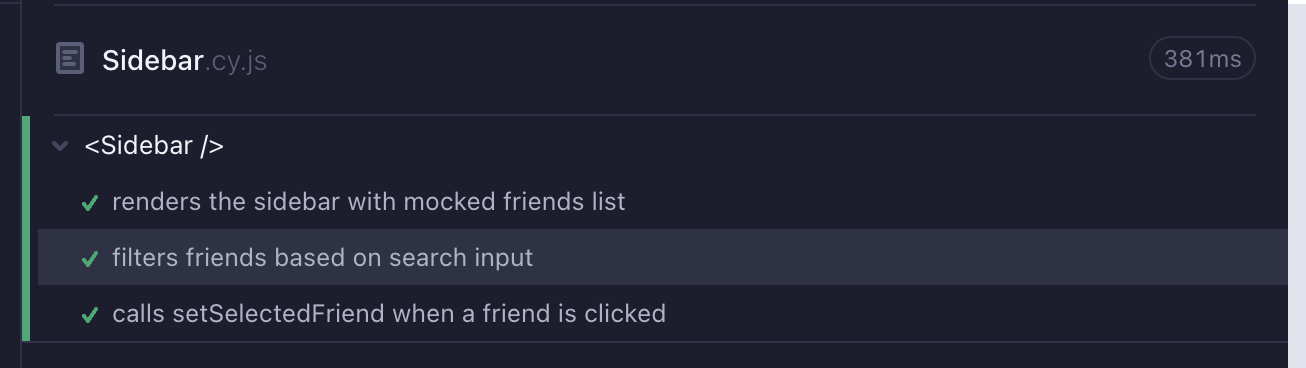 Sidebar.cy.js
381ms
<Sidebar />
renders the sidebar with mocked friends list
filters friends based on search input
calls setSelectedFriend when a friend is clicked